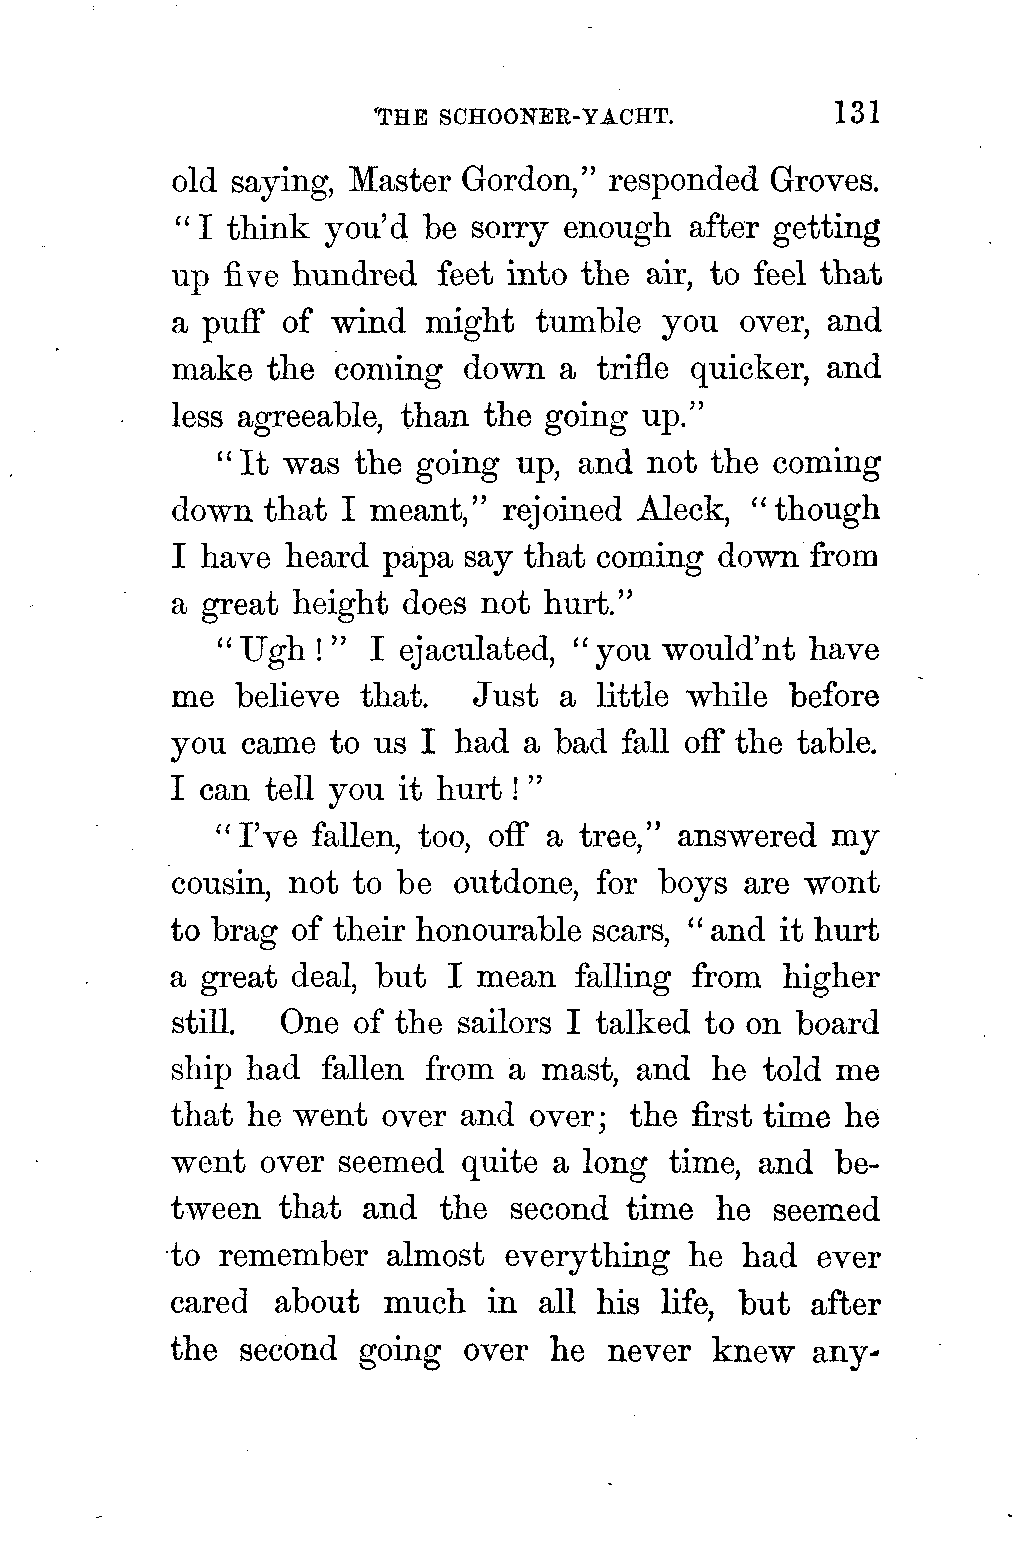 THE SCHOONER-YACHT. 131
old saying, Master Gordon,” responded Groves.
“I think you’d be sorry enough after getting
up five hundred feet into the air, to feel that
a puff of wind might tumble you over, and
make the coming down a trifle quicker, and
less agreeable, than the going up.”
“It was the going up, and not the coming
down that I meant,” rejoined Aleck, “though
I have heard papa say that coming down from
a great height does not hurt.”
“Ugh!” I ejaculated, “you would’nt have
me believe that. Just a little while before
you came to us I had a bad fall off the table.
I can tell you it hurt!”
“I’ve fallen, too, off a tree,” answered my
cousin, not to be outdone, for boys are wont
to brag of their honourable scars, “and it hurt
a great deal, but I mean falling from higher
still. One of the sailors I talked to on board
ship had fallen from a mast, and he told me
that he went over and over; the first time he
went over seemed quite a long time, and be-
tween that and the second time he seemed
to remember almost everything he had ever
cared about much in all his life, but after
the second going over he never knew any-